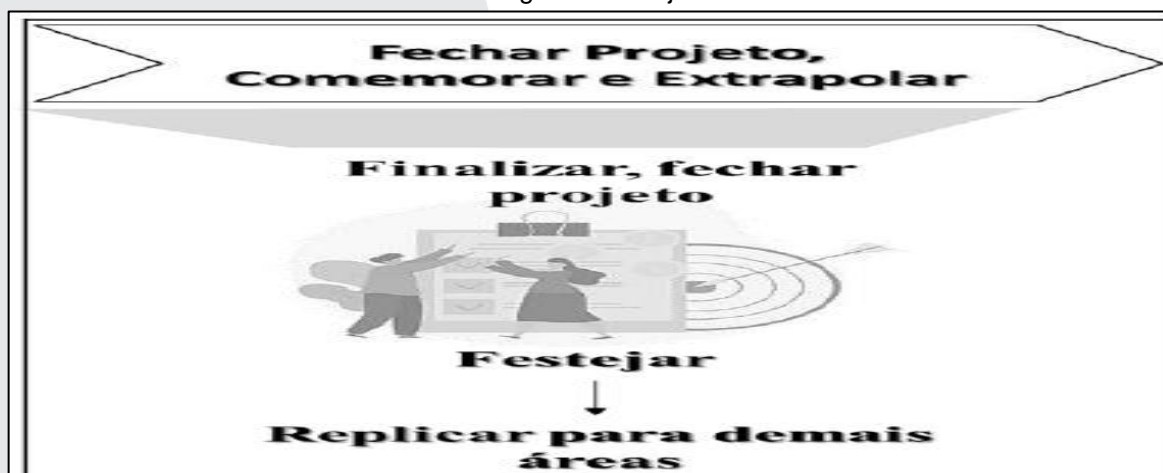 Fechar Projeto,
Comemorar e Extrapolar
Finalizar, fechar
projeto
Festejar
Replicar para demais
áreas